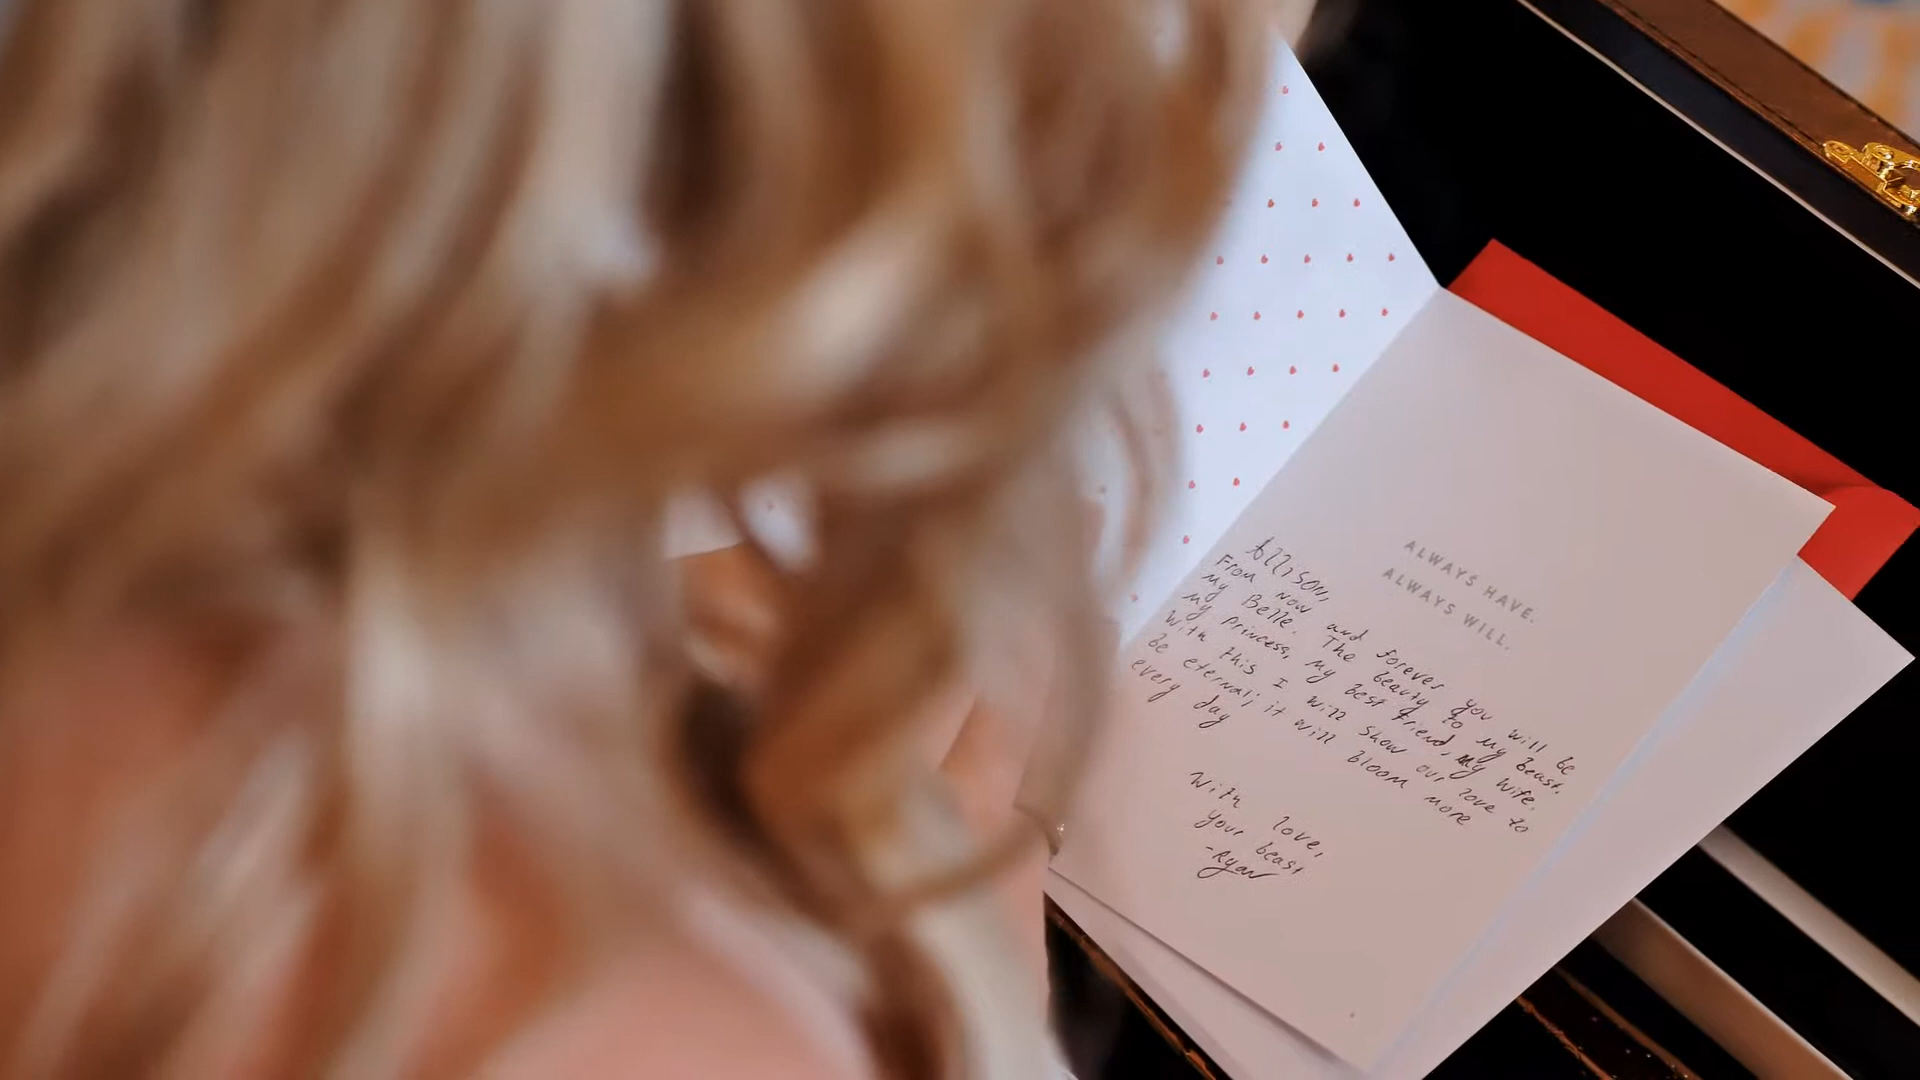 ALWAYS HAVE.
ALWAYS WILL.
Allison,
From now and forever you will be
my Belle. The beauty to my beast.
my princess, my best friend, my wife.
With this I will show our love to
be eternal; it will bloom more
every day
With love,
your beast
-Ryan